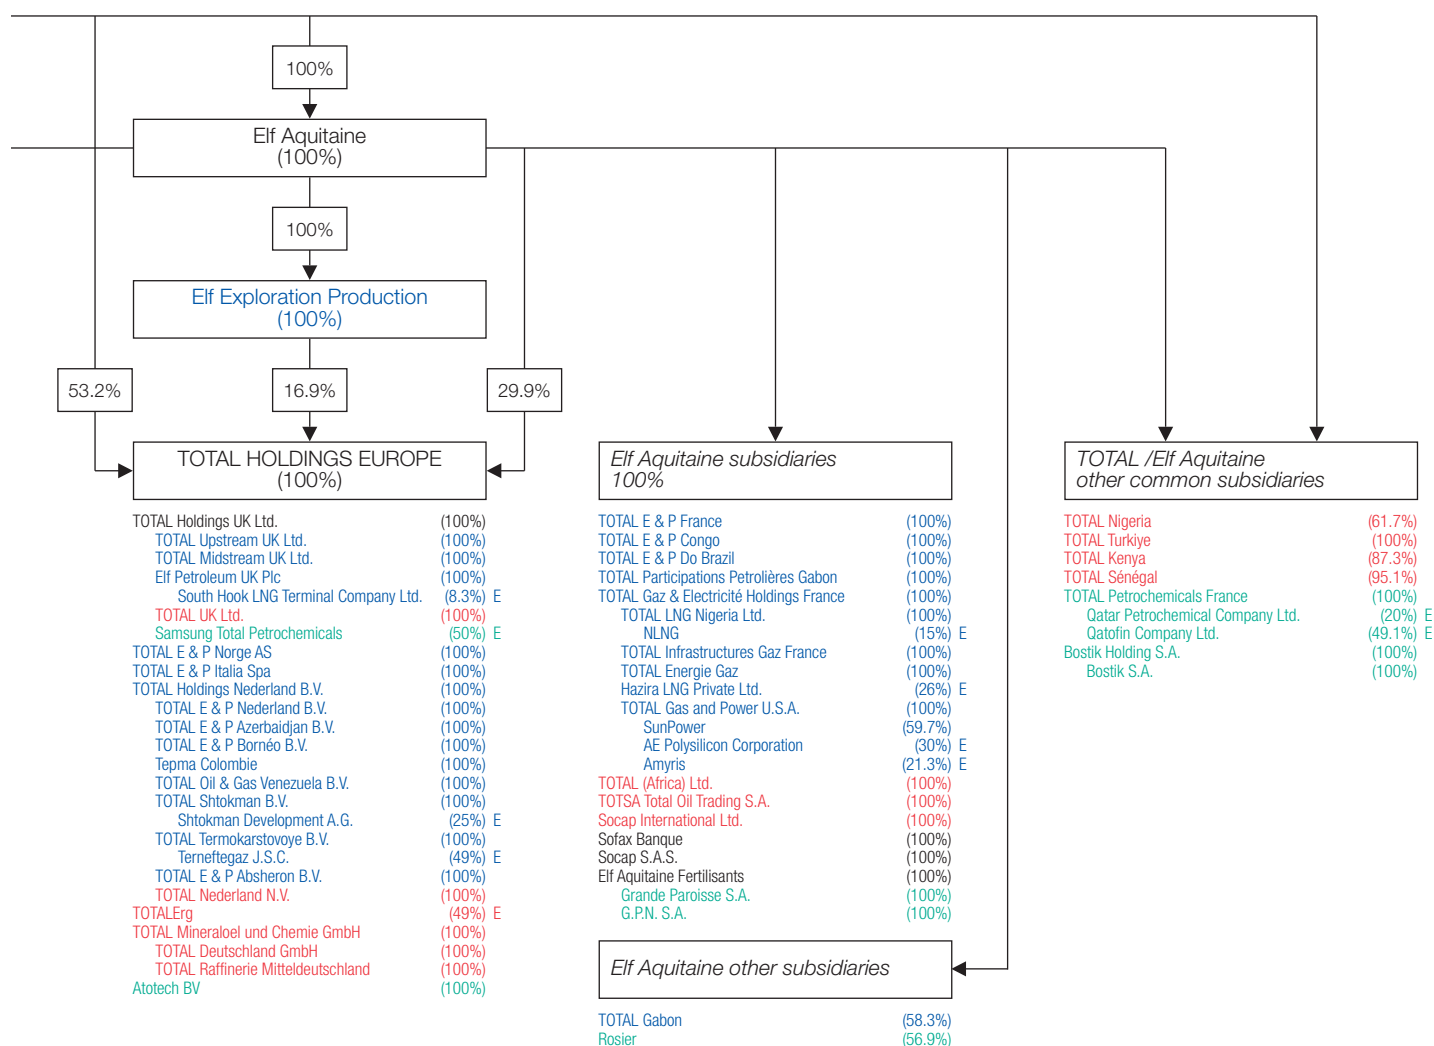 100%
Elf Aquitaine
(100%)
100%
Elf Exploration Production
(100%)
53.2%
16.9%
29.9%
TOTAL HOLDINGS EUROPE
(100%)
TOTAL Holdings UK Ltd. (100%)
TOTAL Upstream UK Ltd. (100%)
TOTAL Midstream UK Ltd. (100%)
Elf Petroleum UK Plc (100%)
South Hook LNG Terminal Company Ltd. (8.3%) E
TOTAL UK Ltd. (100%)
Samsung Total Petrochemicals (50%) E
TOTAL E & P Norge AS (100%)
TOTAL E & P Italia Spa (100%)
TOTAL Holdings Nederland B.V. (100%)
TOTAL E & P Nederland B.V. (100%)
TOTAL E & P Azerbaidjan B.V. (100%)
TOTAL E & P Bornéo B.V. (100%)
Tepma Colombie (100%)
TOTAL Oil & Gas Venezuela B.V. (100%)
TOTAL Shtokman B.V. (100%)
Shtokman Development A.G. (25%) E
TOTAL Termokarstovoye B.V. (100%)
Terneftegaz J.S.C. (49%) E
TOTAL E & P Absheron B.V. (100%)
TOTAL Nederland N.V. (100%)
TOTALErg (49%) E
TOTAL Mineraloel und Chemie GmbH (100%)
TOTAL Deutschland GmbH (100%)
TOTAL Raffinerie Mitteldeutschland (100%)
Atotech BV (100%)
Elf Aquitaine subsidiaries
100%
TOTAL E & P France (100%)
TOTAL E & P Congo (100%)
TOTAL E & P Do Brazil (100%)
TOTAL Participations Petrolières Gabon (100%)
TOTAL Gaz & Electricité Holdings France (100%)
TOTAL LNG Nigeria Ltd. (100%)
NLNG (15%) E
TOTAL Infrastructures Gaz France (100%)
TOTAL Energie Gaz (100%)
Hazira LNG Private Ltd. (26%) E
TOTAL Gas and Power U.S.A. (100%)
SunPower (59.7%)
AE Polysilicon Corporation (30%) E
Amyris (21.3%) E
TOTAL (Africa) Ltd. (100%)
TOTSA Total Oil Trading S.A. (100%)
Socap International Ltd. (100%)
Sofax Banque (100%)
Socap S.A.S. (100%)
Elf Aquitaine Fertilisants (100%)
Grande Paroisse S.A. (100%)
G.P.N. S.A. (100%)
Elf Aquitaine other subsidiaries
TOTAL Gabon (58.3%)
Rosier (56.9%)
TOTAL /Elf Aquitaine
other common subsidiaries
TOTAL Nigeria (61.7%)
TOTAL Turkiye (100%)
TOTAL Kenya (87.3%)
TOTAL Sénégal (95.1%)
TOTAL Petrochemicals France (100%)
Qatar Petrochemical Company Ltd. (20%) E
Qatofin Company Ltd. (49.1%) E
Bostik Holding S.A. (100%)
Bostik S.A. (100%)